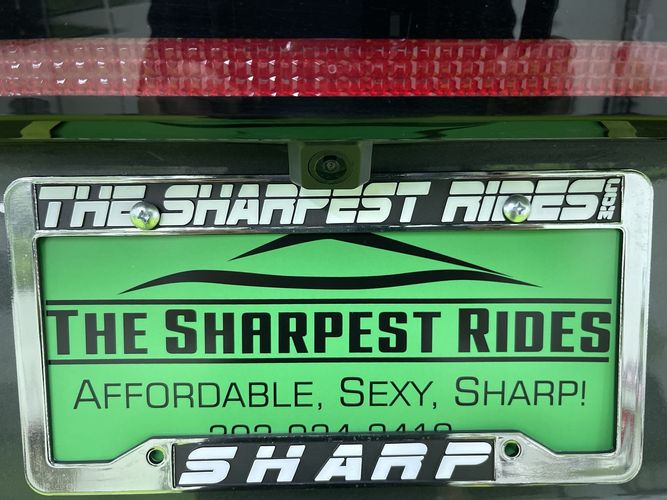 THE SHARPEST RIDES.COM
THE SHARPEST RIDES
AFFORDABLE, SEXY, SHARP!
SHARP